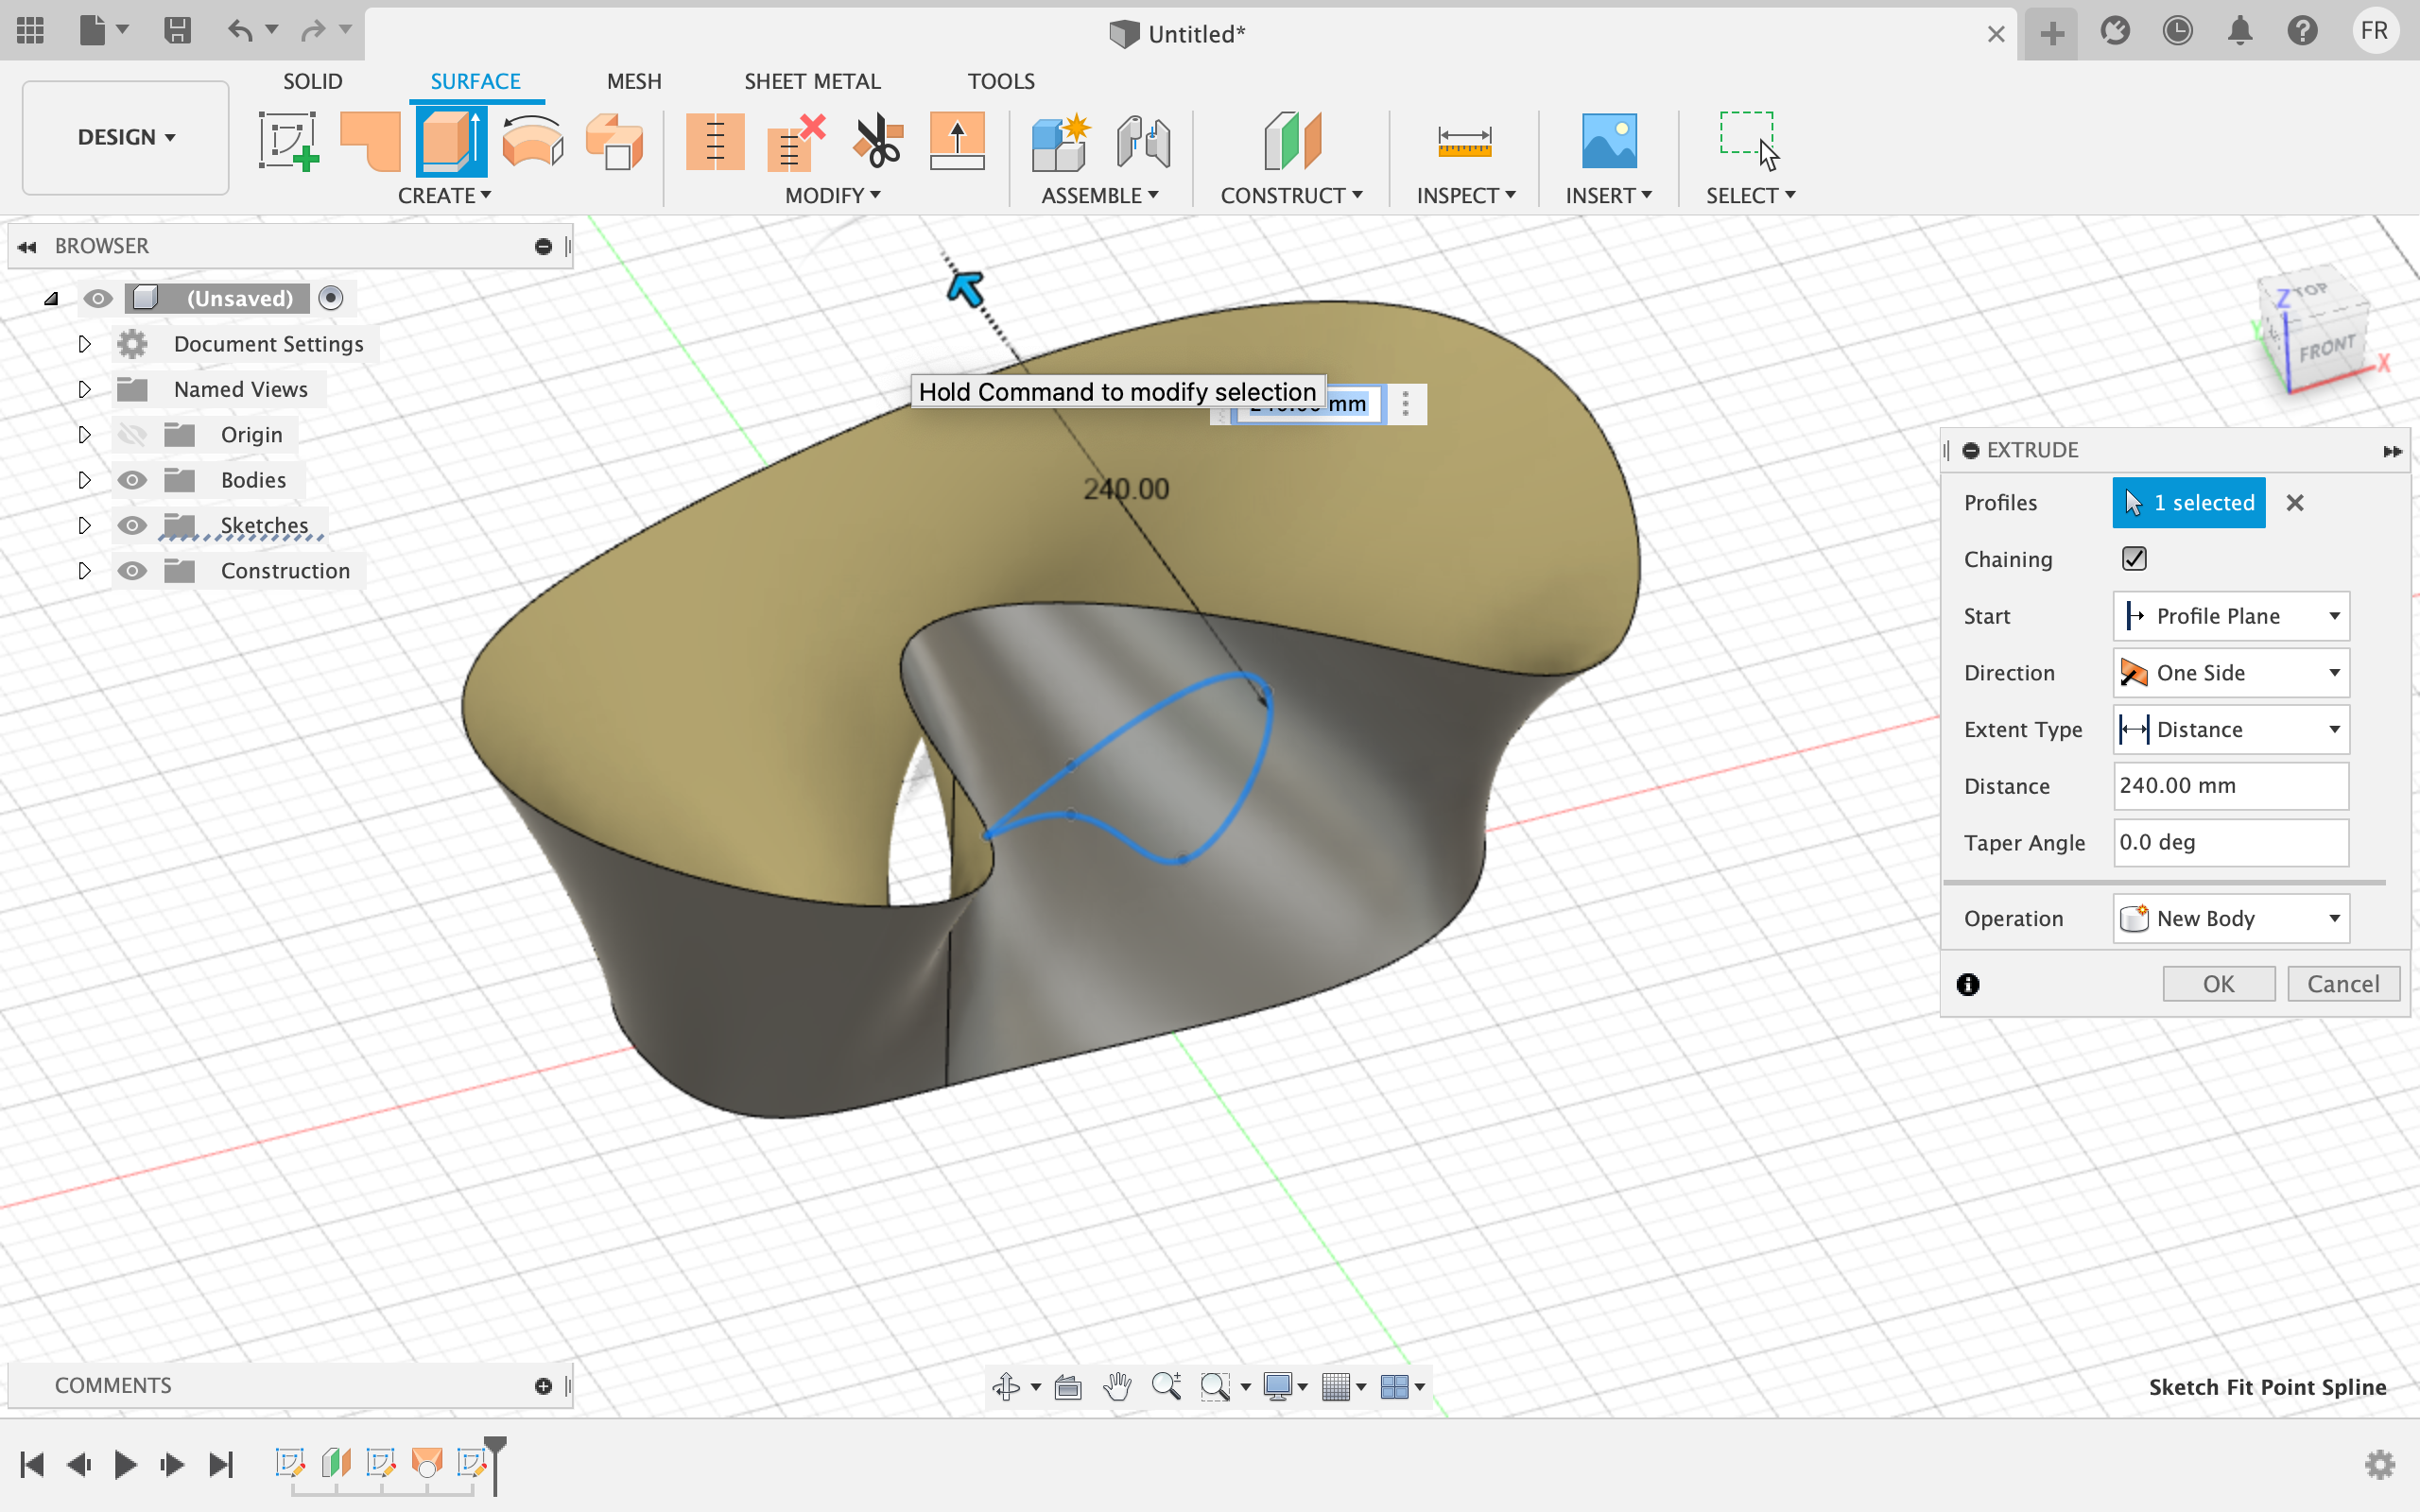 Untitled*
FR
SOLID
SURFACE
MESH
SHEET METAL
TOOLS
DESIGN
CREATE
MODIFY
ASSEMBLE
CONSTRUCT
INSPECT
INSERT
SELECT
BROWSER
(Unsaved)
Document Settings
Named Views
Origin
Bodies
Sketches
Construction
Hold Command to modify selection
mm
240.00
TOP
FRONT
Z
Y
X
EXTRUDE
Profiles
1 selected
Chaining
Start
Profile Plane
Direction
One Side
Extent Type
Distance
Distance
240.00 mm
Taper Angle
0.0 deg
Operation
New Body
OK
Cancel
COMMENTS
Sketch Fit Point Spline